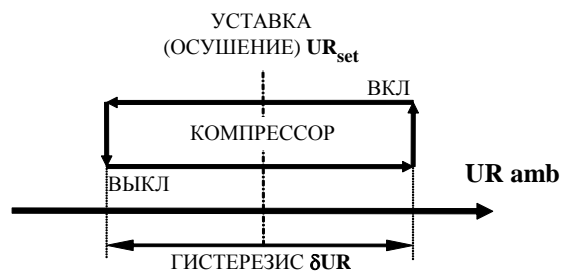 УСТАВКА
(ОСУШЕНИЕ) URset
ВКЛ
КОМПРЕССОР
ВЫКЛ
UR amb
ГИСТЕРЕЗИС δUR